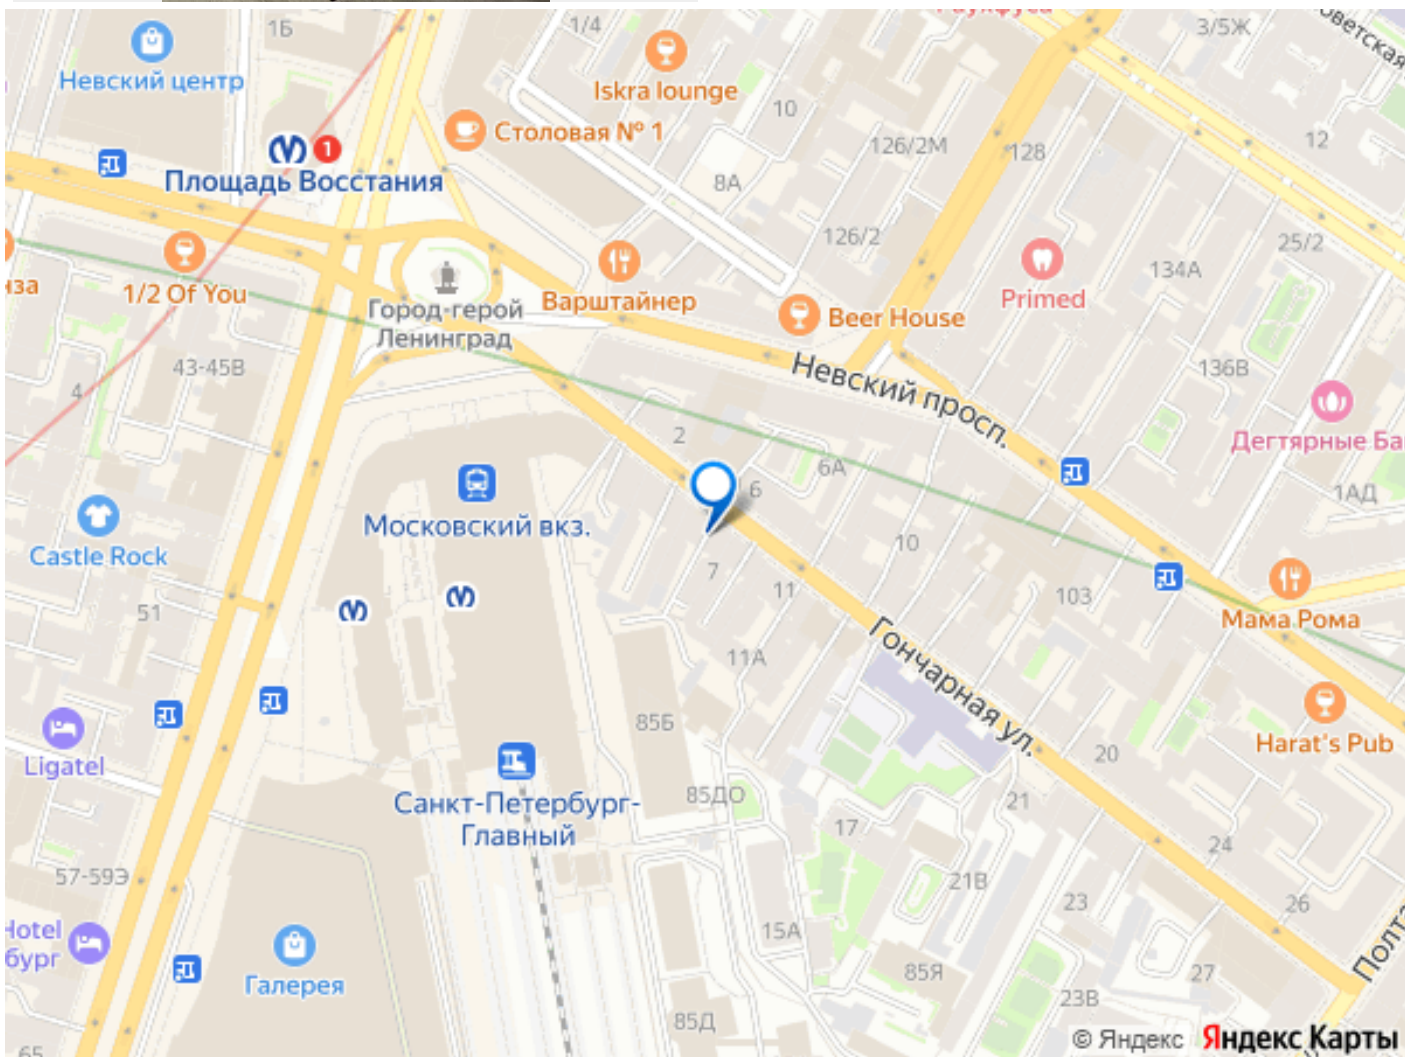 Невский центр
1Б
1/4
Iskra lounge
3/5Ж
Столовая № 1
10
126/2М
128
12
1
Площадь Восстания
8А
126/2
25/2
134А
1/2 Of You
Город-герой
Ленинград
Варштайнер
Beer House
Primed
43-45В
4
Невский просп.
136В
Дегтярные Ба
2
6А
6
1АД
Московский вкз.
Castle Rock
10
7
11
103
Мама Рома
51
11А
Гончарная ул.
85Б
20
Harat's Pub
Ligatel
Санкт-Петербург-
Главный
85ДО
21
17
24
57-59Э
21В
23
26
Hotel
бург
15А
85Я
27
Галерея
23В
85Д
65
© Яндекс Яндекс Карты